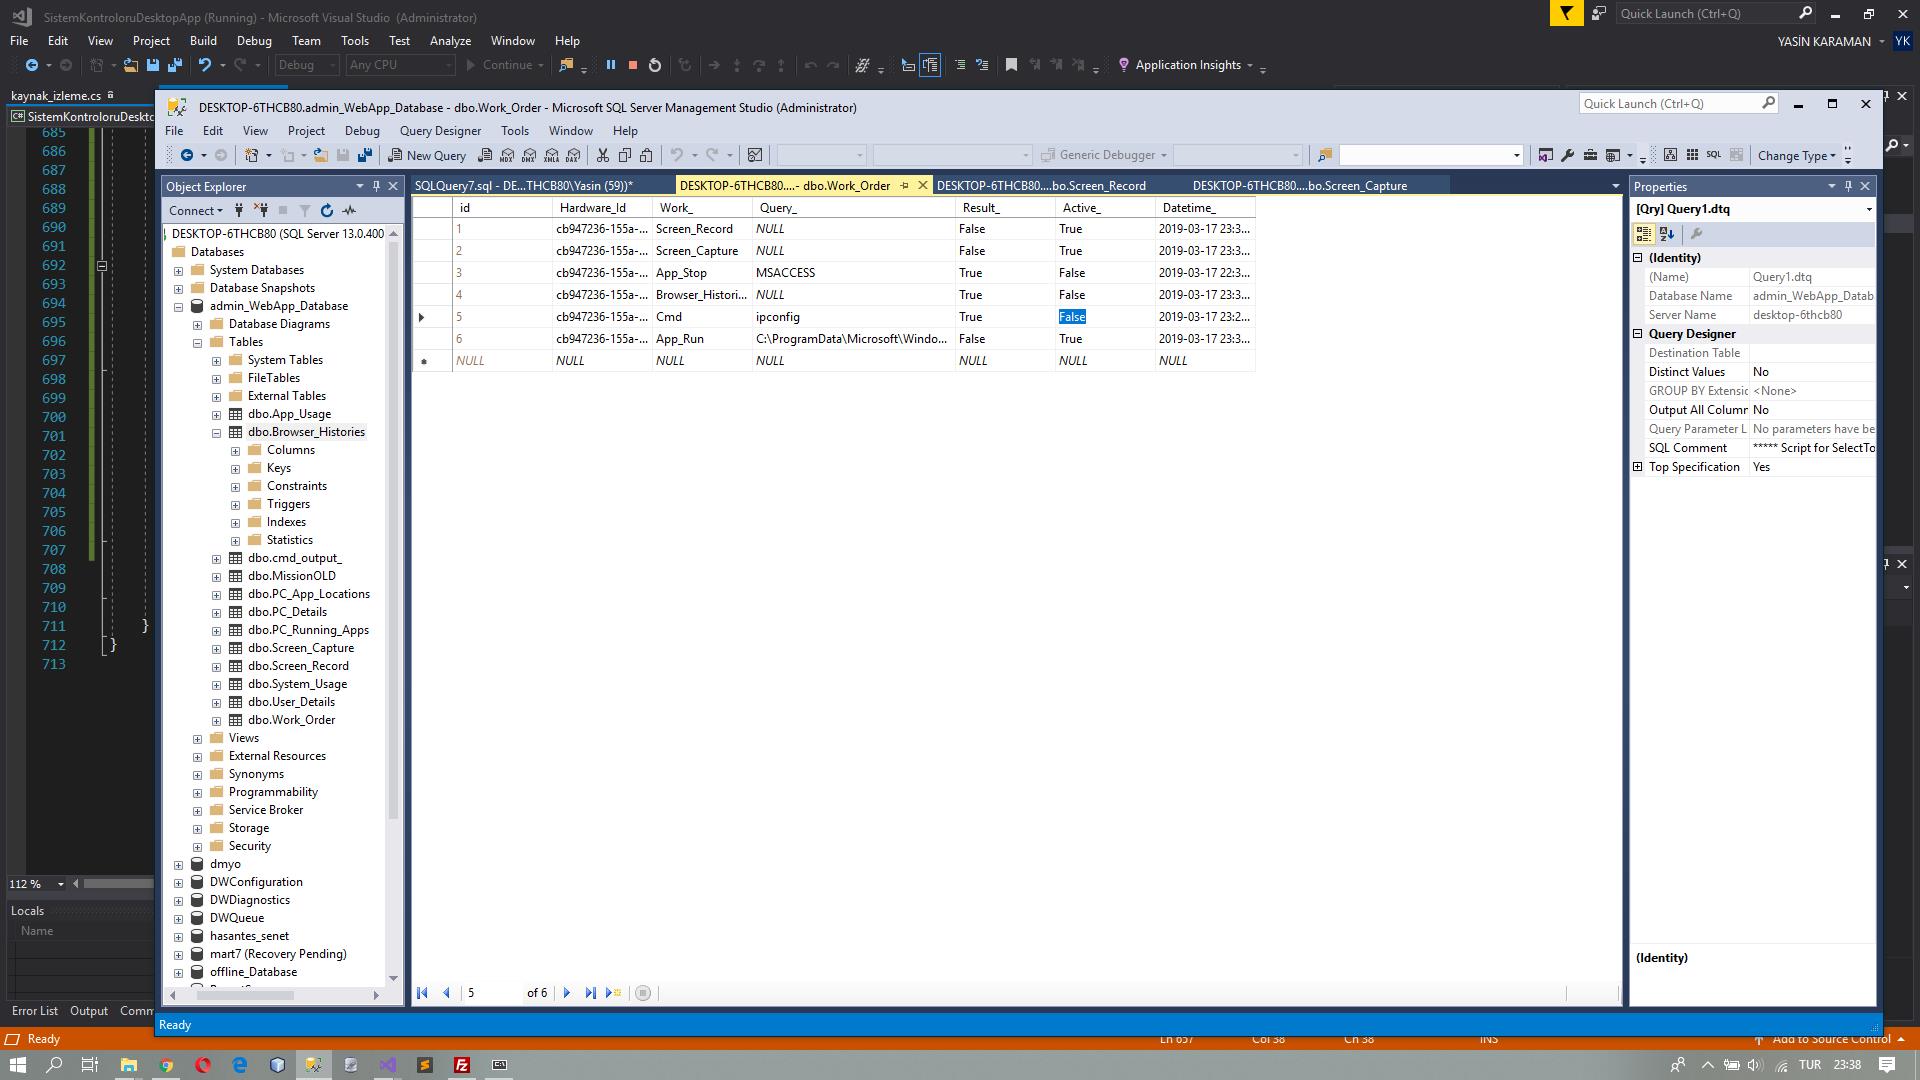 SistemKontroloruDesktopApp (Running) - Microsoft Visual Studio (Administrator)
Quick Launch (Ctrl+Q)
File Edit View Project Build Debug Team Tools Test Analyze Window Help
YASİN KARAMAN
YK
Debug Any CPU Continue Application Insights
kaynak_izleme.cs
SistemKontroloruDesktc
DESKTOP-6THCB80.admin_WebApp_Database - dbo.Work_Order - Microsoft SQL Server Management Studio (Administrator)
Quick Launch (Ctrl+Q)
File Edit View Project Debug Query Designer Tools Window Help
New Query Generic Debugger Change Type
Object Explorer
SQLQuery7.sql - DE...THCB80\Yasin (59))*
DESKTOP-6THCB80....- dbo.Work_Order
DESKTOP-6THCB80....bo.Screen_Record
DESKTOP-6THCB80....bo.Screen_Capture
Properties
Connect
DESKTOP-6THCB80 (SQL Server 13.0.400
Databases
System Databases
Database Snapshots
admin_WebApp_Database
Database Diagrams
Tables
System Tables
FileTables
External Tables
dbo.App_Usage
dbo.Browser_Histories
Columns
Keys
Constraints
Triggers
Indexes
Statistics
dbo.cmd_output_
dbo.MissionOLD
dbo.PC_App_Locations
dbo.PC_Details
dbo.PC_Running_Apps
dbo.Screen_Capture
dbo.Screen_Record
dbo.System_Usage
dbo.User_Details
dbo.Work_Order
Views
External Resources
Synonyms
Programmability
Service Broker
Storage
Security
dmyo
DWConfiguration
DWDiagnostics
DWQueue
hasantes_senet
mart7 (Recovery Pending)
offline_Database
id Hardware_Id Work_ Query_ Result_ Active_ Datetime_
1 cb947236-155a-... Screen_Record NULL False True 2019-03-17 23:3...
2 cb947236-155a-... Screen_Capture NULL False True 2019-03-17 23:3...
3 cb947236-155a-... App_Stop MSACCESS True False 2019-03-17 22:3...
4 cb947236-155a-... Browser_Histori... NULL True False 2019-03-17 23:3...
5 cb947236-155a-... Cmd ipconfig True False 2019-03-17 23:2...
6 cb947236-155a-... App_Run C:\ProgramData\Microsoft\Windo... False True 2019-03-17 23:3...
NULL NULL NULL NULL NULL NULL NULL
5 of 6
[Qry] Query1.dtq
(Identity)
(Name) Query1.dtq
Database Name admin_WebApp_Datab
Server Name desktop-6thcb80
Query Designer
Destination Table
Distinct Values No
GROUP BY Extensic <None>
Output All Column No
Query Parameter L No parameters have be
SQL Comment ***** Script for SelectTo
Top Specification Yes
(Identity)
685
686
687
688
689
690
691
692
693
694
695
696
697
698
699
700
701
702
703
704
705
706
707
708
709
710
711 }
712 }
713
112 %
Locals
Name
Error List Output Comm
Ready
Ready
Ln 657 Col 38 Ch 38 INS
Add to Source Control
TUR 23:38